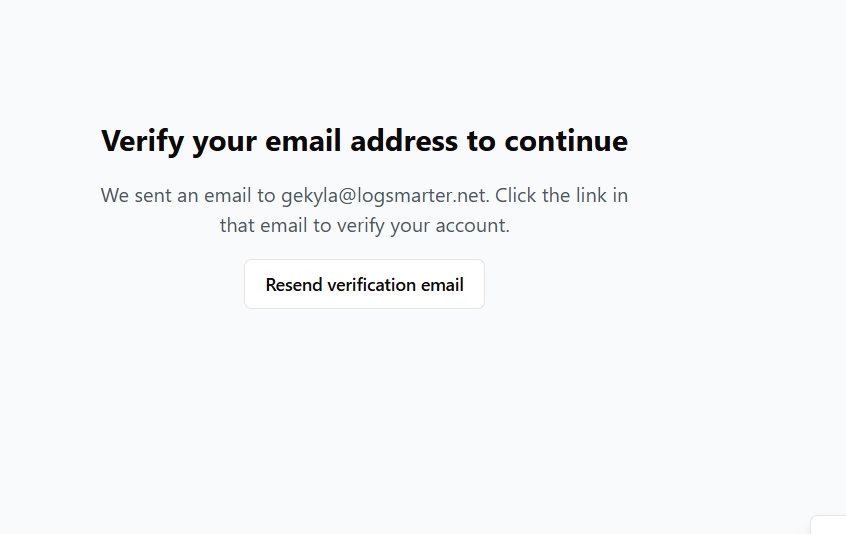 Verify your email address to continue
We sent an email to gekyla@logsmarter.net. Click the link in
that email to verify your account.
Resend verification email